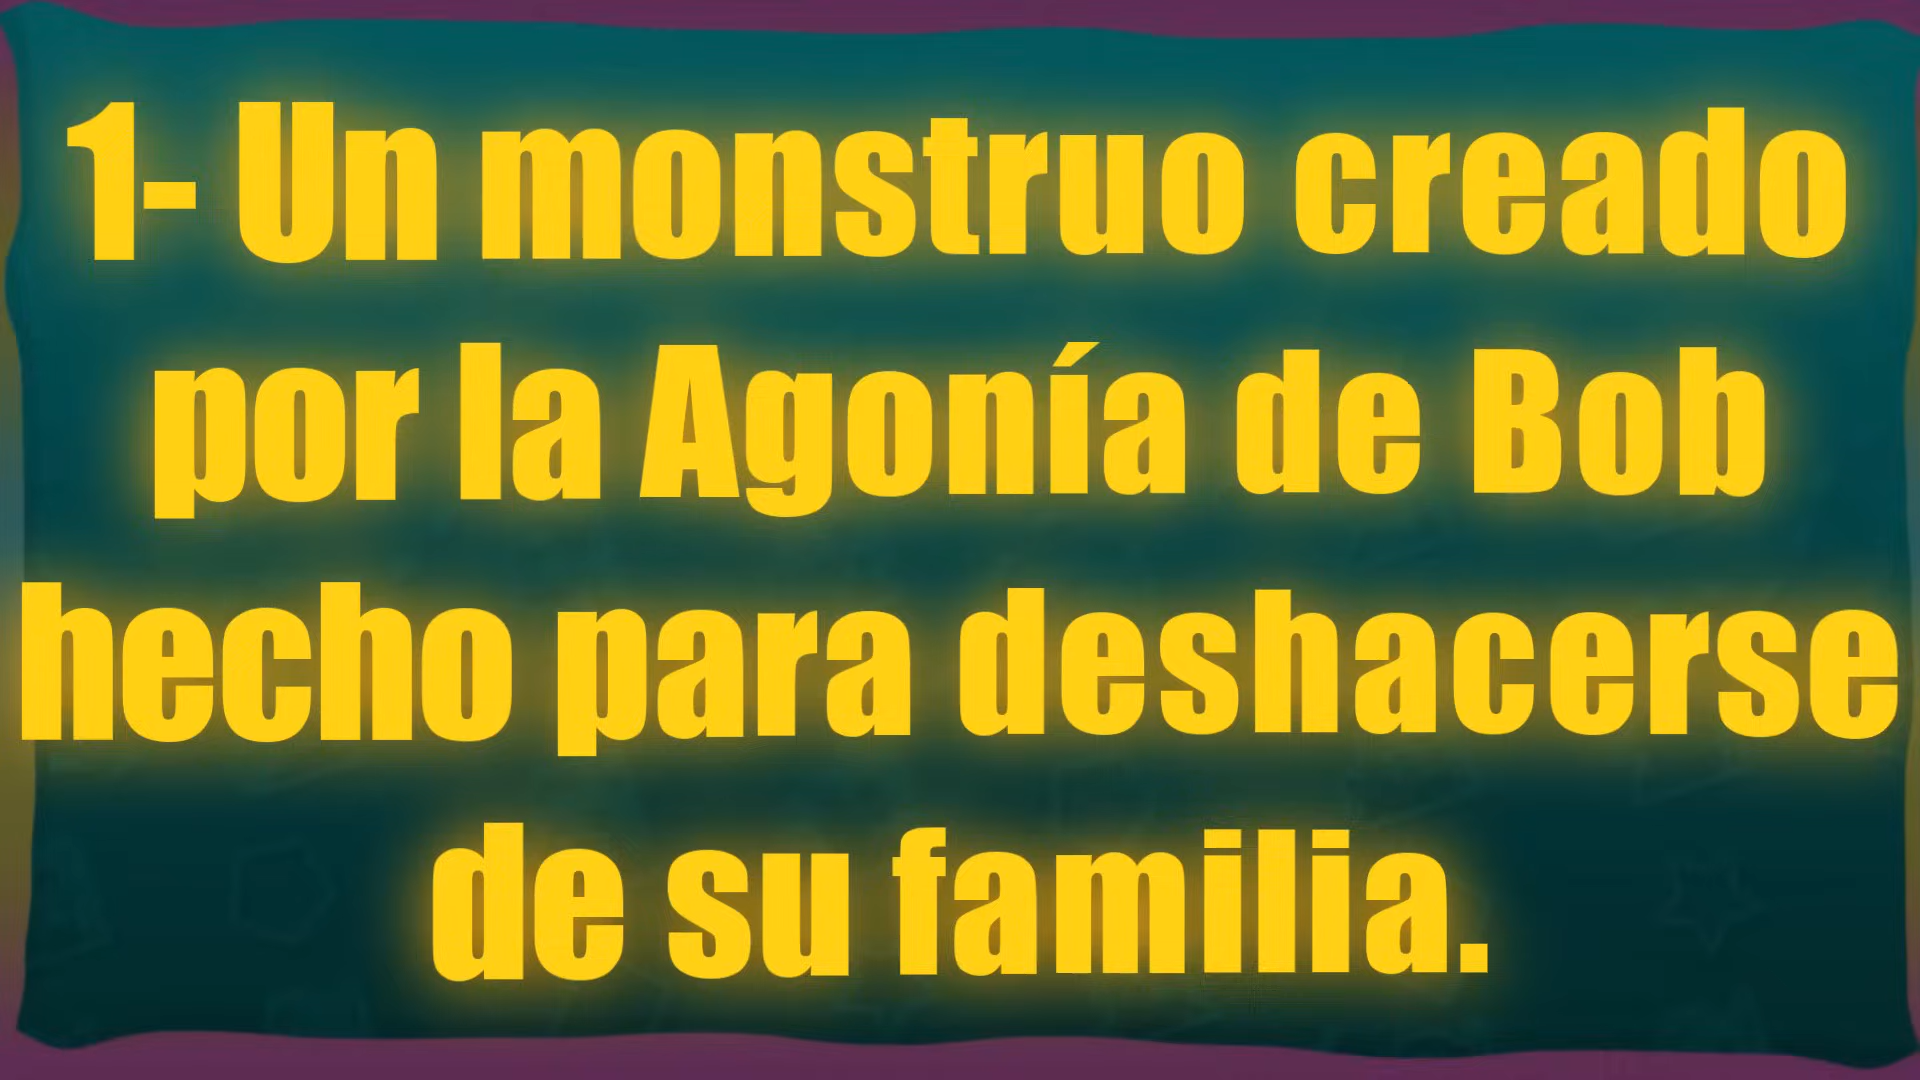 1- Un monstruo creado
por la Agonía de Bob
hecho para deshacerse
de su familia.